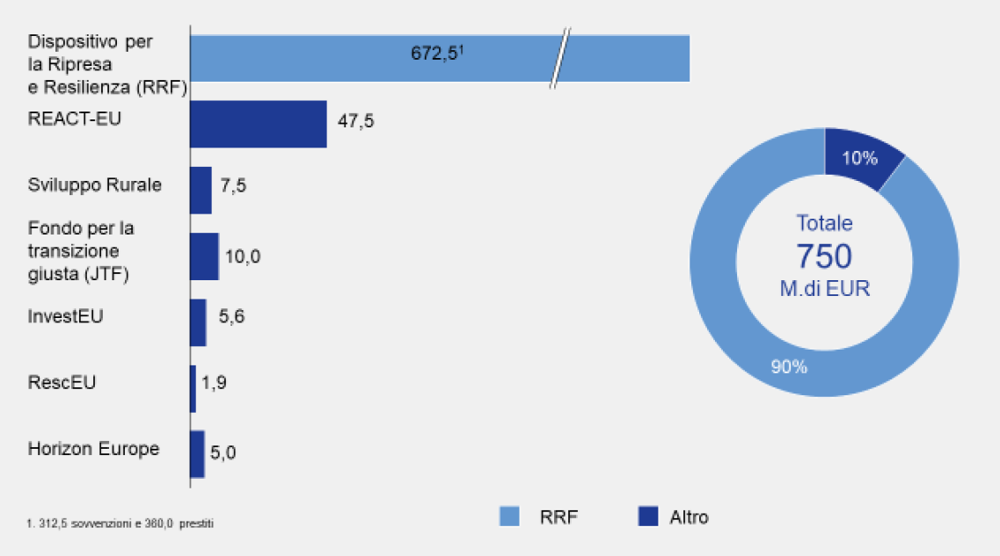 Dispositivo per
la Ripresa
e Resilienza (RRF)
672,5¹
REACT-EU
47,5
Sviluppo Rurale
7,5
Fondo per la
transizione
giusta (JTF)
10,0
InvestEU
5,6
RescEU
1,9
Horizon Europe
5,0
10%
Totale
750
M.di EUR
90%
RRF
Altro
1. 312,5 sovvenzioni e 360,0 prestiti